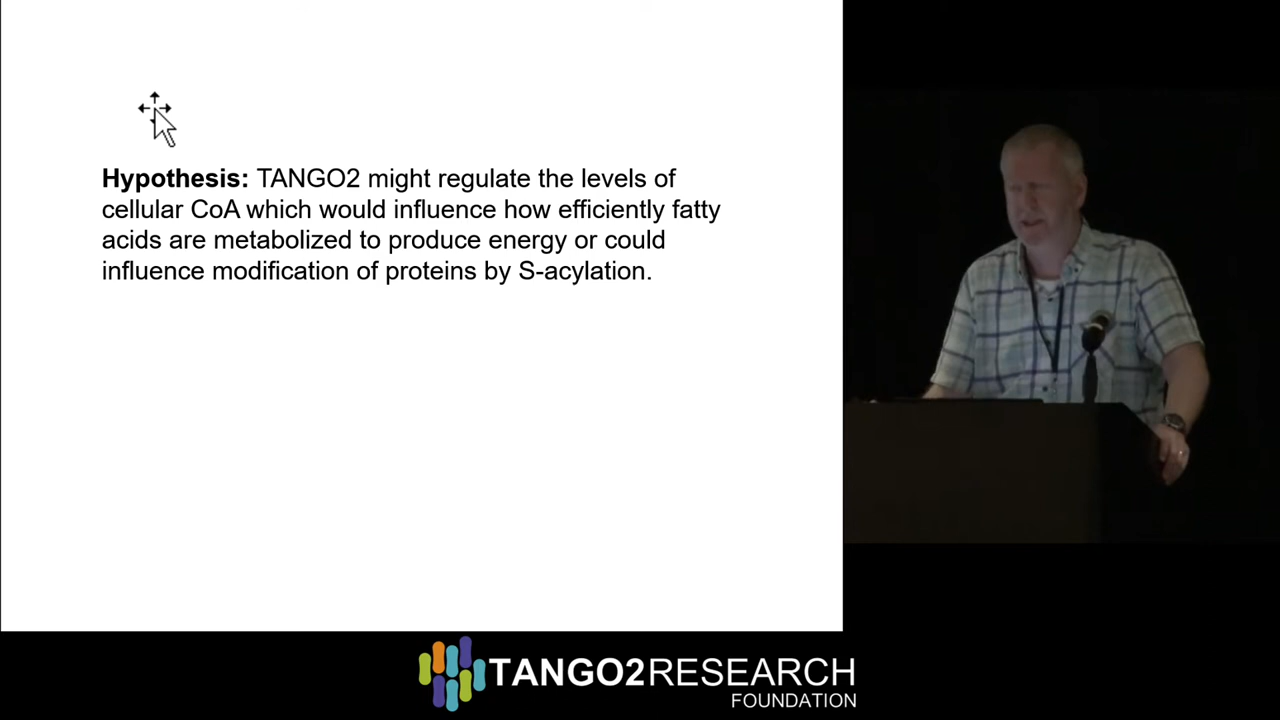 Hypothesis: TANGO2 might regulate the levels of
cellular CoA which would influence how efficiently fatty
acids are metabolized to produce energy or could
influence modification of proteins by S-acylation.
TANGO2RESEARCH
FOUNDATION